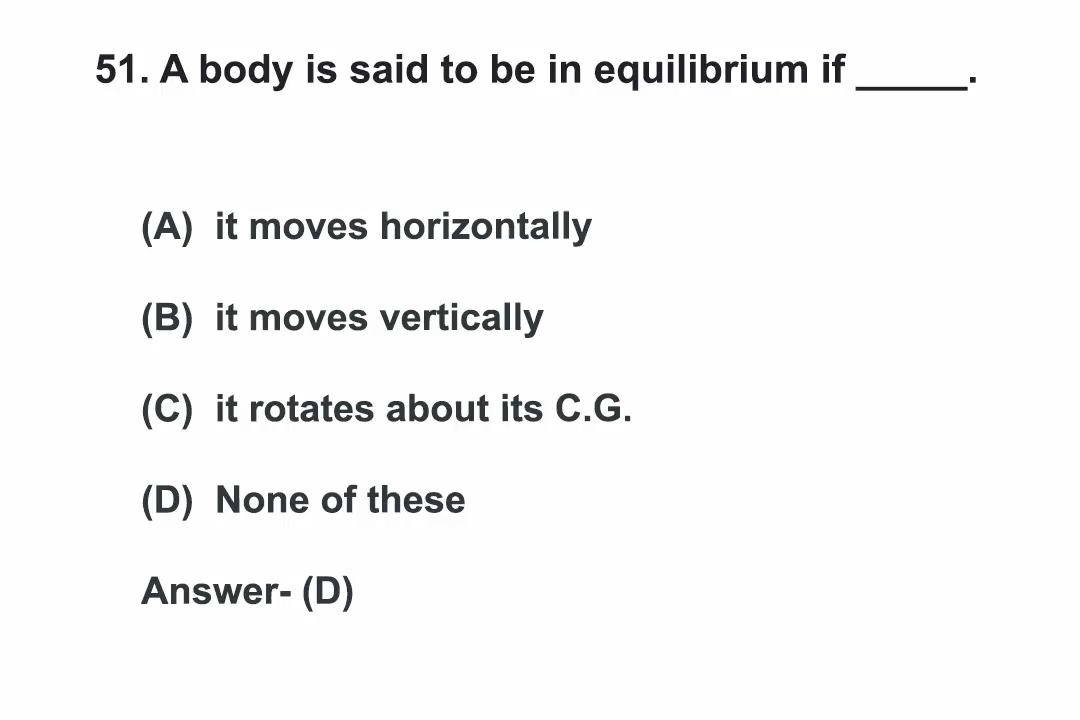 51. A body is said to be in equilibrium if _____.
(A) it moves horizontally
(B) it moves vertically
(C) it rotates about its C.G.
(D) None of these
Answer- (D)